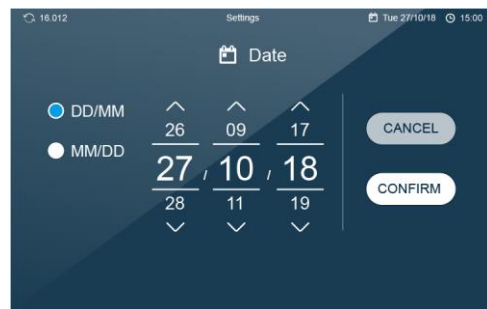 16.012 Settings Tue 27/10/18 15:00
Date
DD/MM
MM/DD
26 09 17
27 / 10 / 18
28 11 19
CANCEL
CONFIRM